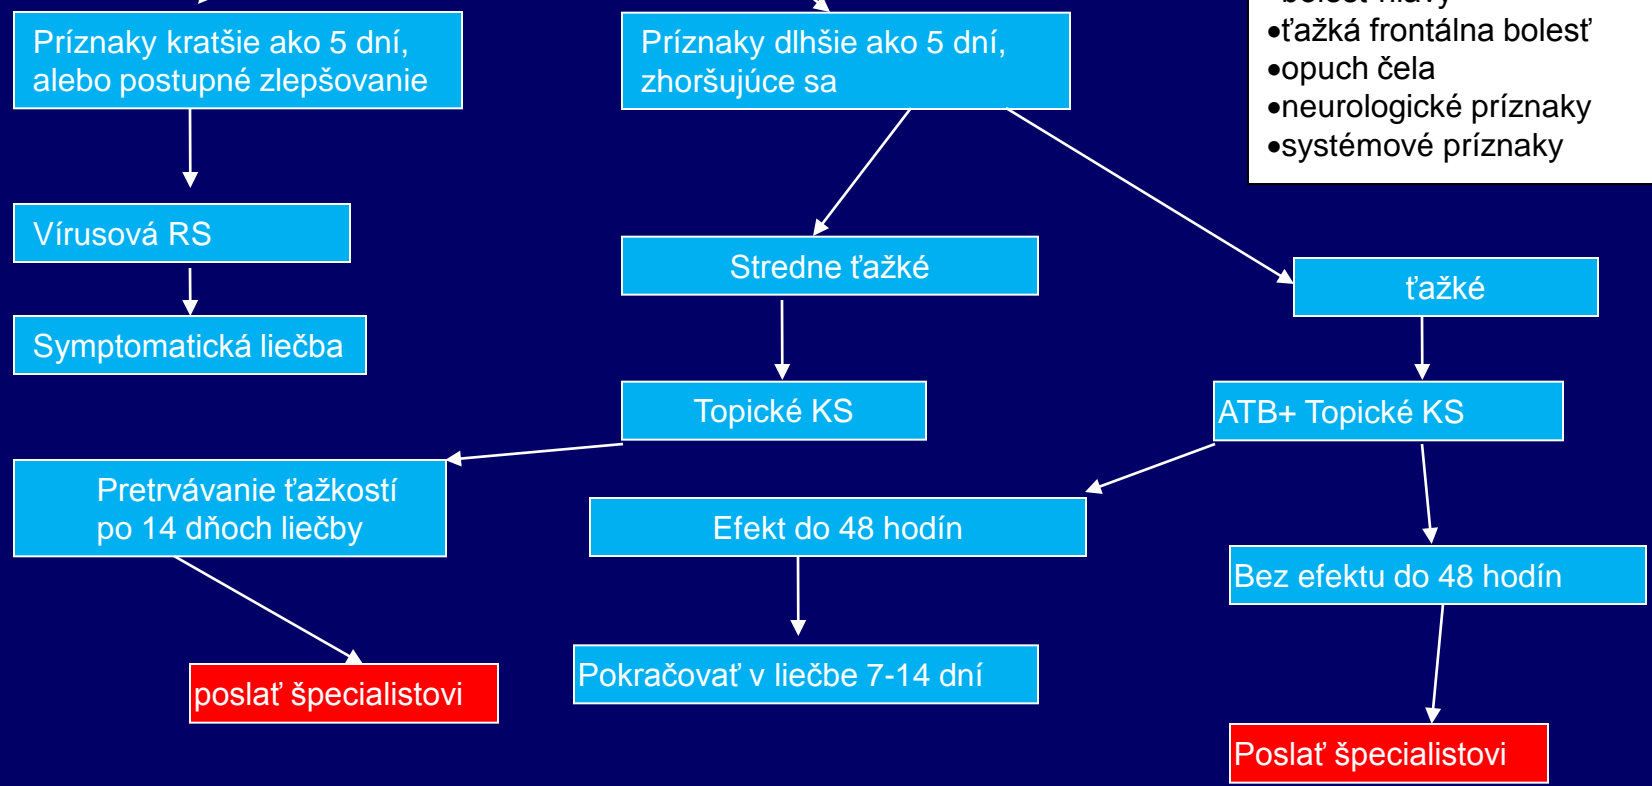 Príznaky kratšie ako 5 dní,
alebo postupné zlepšovanie
Príznaky dlhšie ako 5 dní,
zhoršujúce sa
•ťažká frontálna bolesť
•opuch čela
•neurologické príznaky
•systémové príznaky
Vírusová RS
Stredne ťažké
ťažké
Symptomatická liečba
Topické KS
ATB+ Topické KS
Pretrvávanie ťažkostí
po 14 dňoch liečby
Efekt do 48 hodín
Bez efektu do 48 hodín
poslať špecialistovi
Pokračovať v liečbe 7-14 dní
Poslať špecialistovi